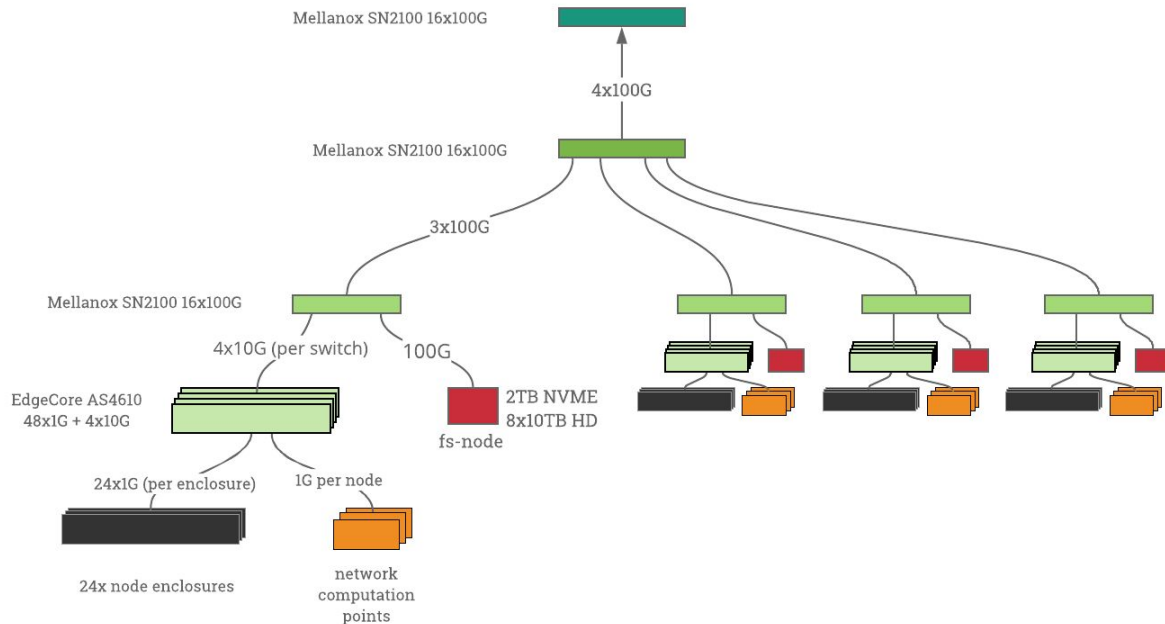 Mellanox SN2100 16x100G
4x100G
Mellanox SN2100 16x100G
3x100G
Mellanox SN2100 16x100G
4x10G (per switch)
100G
EdgeCore AS4610
48x1G + 4x10G
2TB NVME
8x10TB HD
fs-node
24x1G (per enclosure)
1G per node
24x node enclosures
network
computation
points